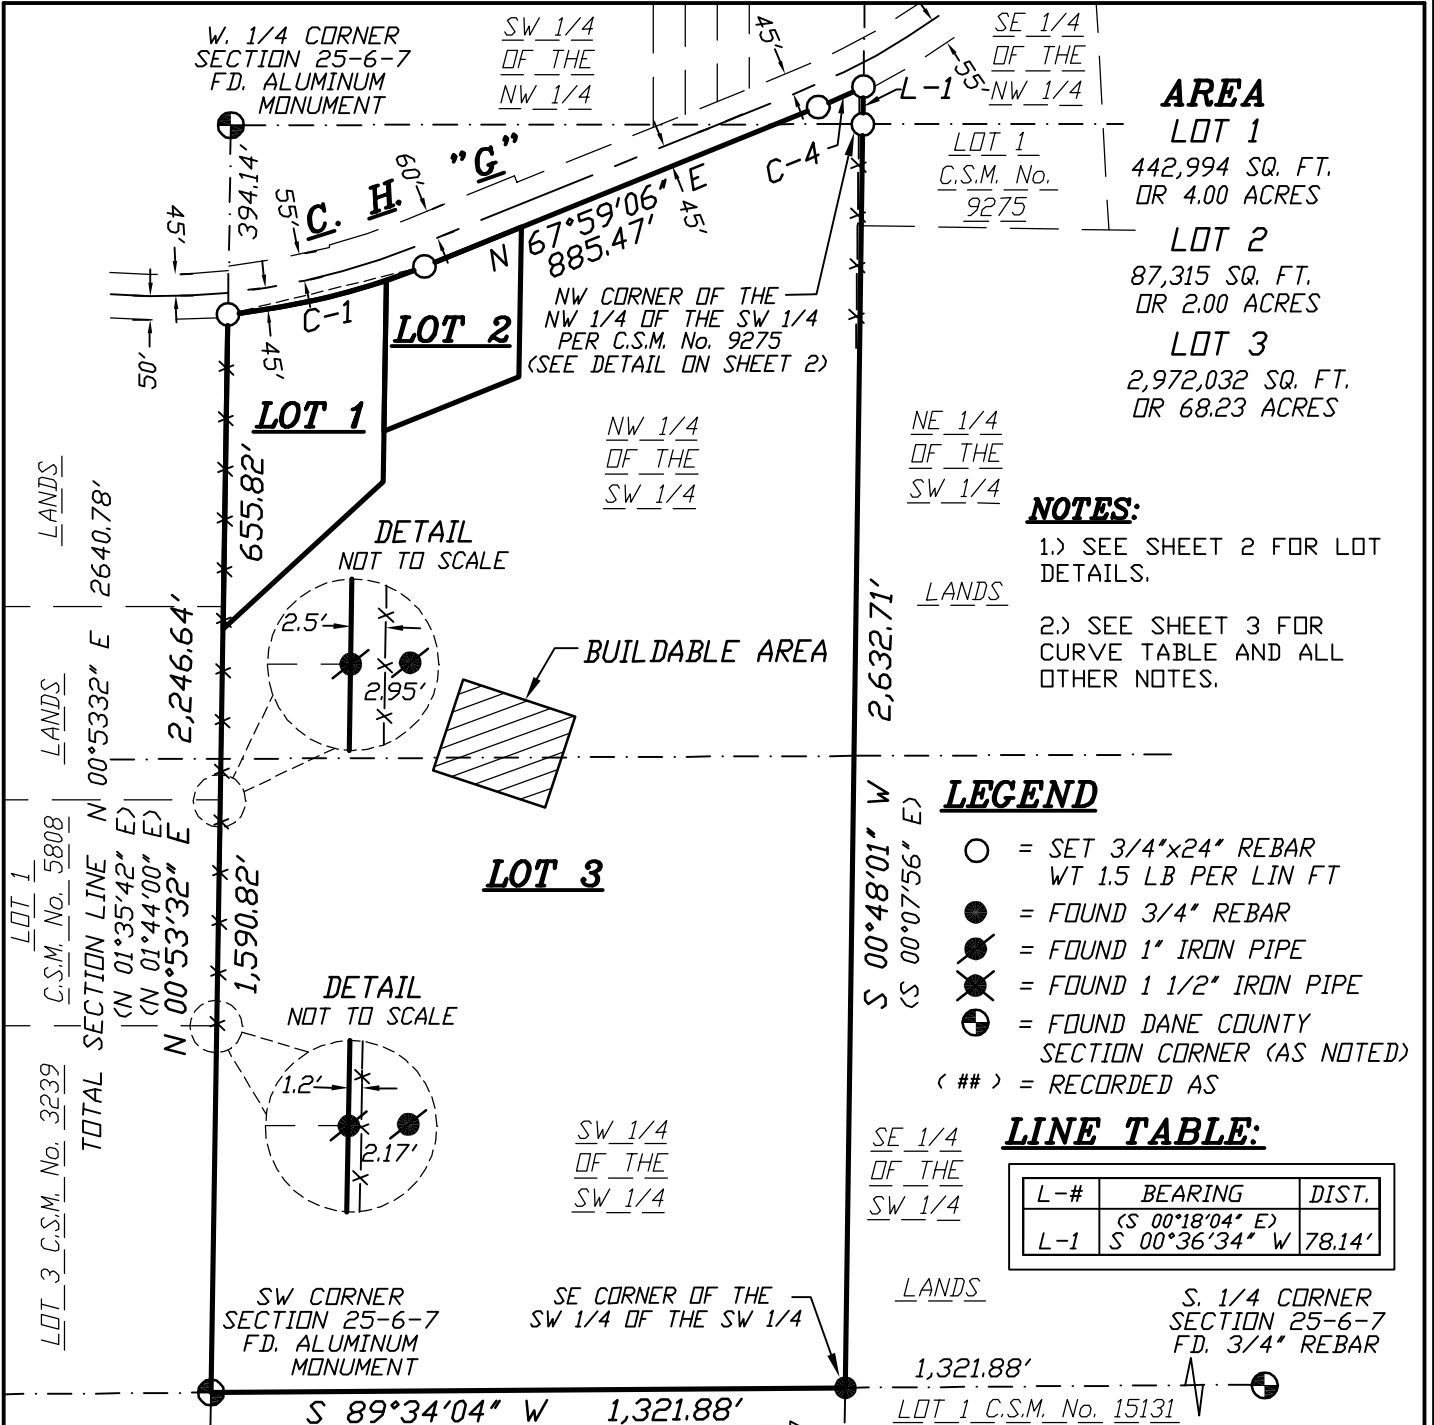 W. 1/4 CORNER
SECTION 25-6-7
FD. ALUMINUM
MONUMENT
SW 1/4
OF THE
NW 1/4
SE 1/4
OF THE
NW 1/4
45'
55'
L-1
C-4
LOT 1
C.S.M. No.
9275
AREA
LOT 1
442,994 SQ. FT.
OR 4.00 ACRES
LOT 2
87,315 SQ. FT.
OR 2.00 ACRES
LOT 3
2,972,032 SQ. FT.
OR 68.23 ACRES
394.14'
45'
55'
60'
C. H. "G"
N 67°59'06" E
885.47'
45'
50'
45'
C-1
NW CORNER OF THE
NW 1/4 OF THE SW 1/4
PER C.S.M. No. 9275
(SEE DETAIL ON SHEET 2)
LOT 2
LOT 1
NW 1/4
OF THE
SW 1/4
NE 1/4
OF THE
SW 1/4
LANDS
655.82'
NOTES:
1.) SEE SHEET 2 FOR LOT
DETAILS.
2.) SEE SHEET 3 FOR
CURVE TABLE AND ALL
OTHER NOTES.
DETAIL
NOT TO SCALE
2.5'
2.95'
BUILDABLE AREA
LANDS
2,632.71'
2,246.64'
LANDS
TOTAL SECTION LINE N 00°5332" E 2640.78'
(N 01°35'42" E)
(N 01°44'00" E)
N 00°53'32" E
1,590.82'
LOT 1
C.S.M. No. 5808
LOT 3
S 00°48'01" W
(S 00°07'56" E)
LEGEND
= SET 3/4"x24" REBAR
WT 1.5 LB PER LIN FT
= FOUND 3/4" REBAR
= FOUND 1" IRON PIPE
= FOUND 1 1/2" IRON PIPE
= FOUND DANE COUNTY
SECTION CORNER (AS NOTED)
( ## ) = RECORDED AS
DETAIL
NOT TO SCALE
1.2'
2.17'
LOT 3 C.S.M. No. 3239
SW 1/4
OF THE
SW 1/4
SE 1/4
OF THE
SW 1/4
LINE TABLE:
L-# BEARING DIST.
(S 00°18'04" E)
L-1 S 00°36'34" W 78.14'
LANDS
SW CORNER
SECTION 25-6-7
FD. ALUMINUM
MONUMENT
SE CORNER OF THE
SW 1/4 OF THE SW 1/4
S. 1/4 CORNER
SECTION 25-6-7
FD. 3/4" REBAR
1,321.88'
S 89°34'04" W 1,321.88'
LOT 1 C.S.M. No. 15131